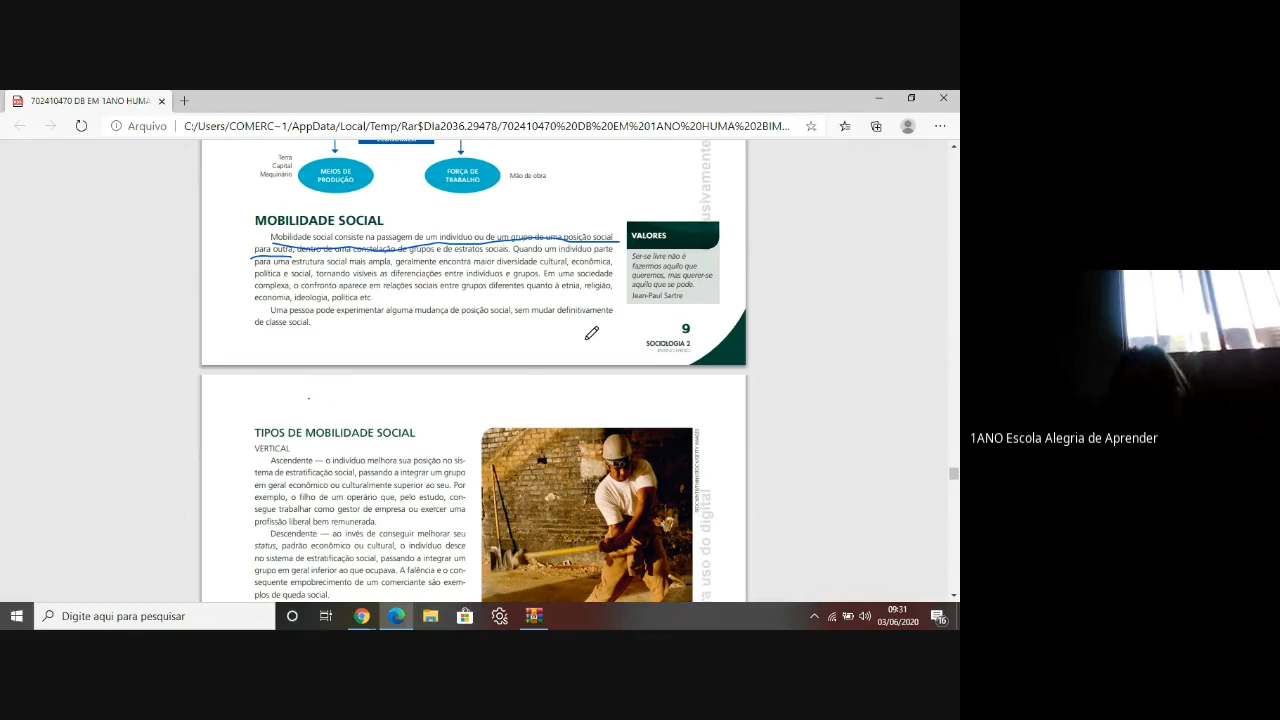 702410470 DB EM 1ANO HUMA
Arquivo
C:/Users/COMERC~1/AppData/Local/Temp/Rar$DIa2036.29478/702410470%20DB%20EM%201ANO%20HUMA%202BIM...
Terra
Capital
Maquinário
MEIOS DE
PRODUÇÃO
FORÇA DE
TRABALHO
Mão de obra
usivamente
MOBILIDADE SOCIAL
Mobilidade social consiste na passagem de um indivíduo ou de um grupo de uma posição social
para outra, dentro de uma constelação de grupos e de estratos sociais. Quando um indivíduo parte
para uma estrutura social mais ampla, geralmente encontra maior diversidade cultural, econômica,
política e social, tornando visíveis as diferenciações entre indivíduos e grupos. Em uma sociedade
complexa, o confronto aparece em relações sociais entre grupos diferentes quanto à etnia, religião,
economia, ideologia, política etc.
Uma pessoa pode experimentar alguma mudança de posição social, sem mudar definitivamente
de classe social.
VALORES
Ser-se livre não é
fazermos aquilo que
queremos, mas querer-se
aquilo que se pode.
Jean-Paul Sartre
9
SOCIOLOGIA 2
TIPOS DE MOBILIDADE SOCIAL
VERTICAL
Ascendente — o indivíduo melhora sua posição no sis-
tema de estratificação social, passando a integrar um grupo
em geral econômico ou culturalmente superior ao seu. Por
exemplo, o filho de um operário que, pelo estudo, con-
segue trabalhar como gestor de empresa ou exercer uma
profissão liberal bem remunerada.
Descendente — ao invés de conseguir melhorar seu
status, padrão econômico ou cultural, o indivíduo desce
no sistema de estratificação social, passando a integrar um
grupo em geral inferior ao que ocupava. A falência e o con-
sequente empobrecimento de um comerciante são exem-
plos de queda social.
ra uso do digital
1ANO Escola Alegria de Aprender
Digite aqui para pesquisar
09:31
03/06/2020
16